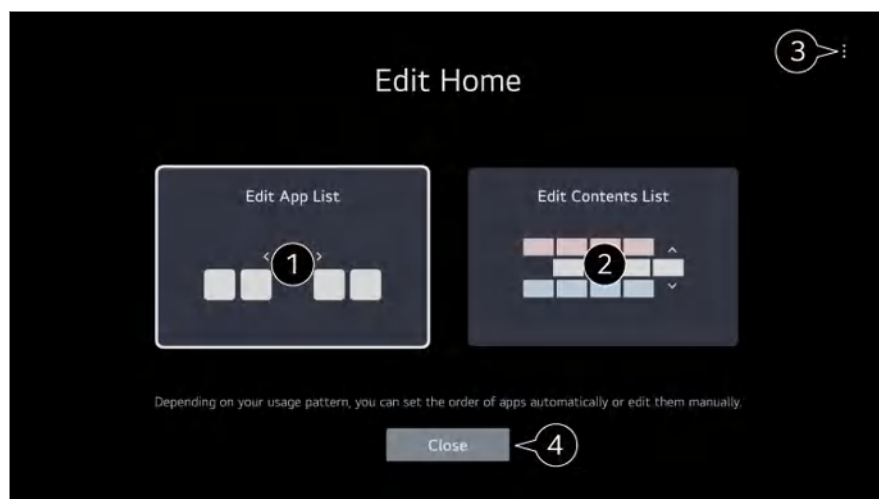 3
Edit Home
Edit App List
Edit Contents List
1
2
Depending on your usage pattern, you can set the order of apps automatically or edit them manually.
Close
4